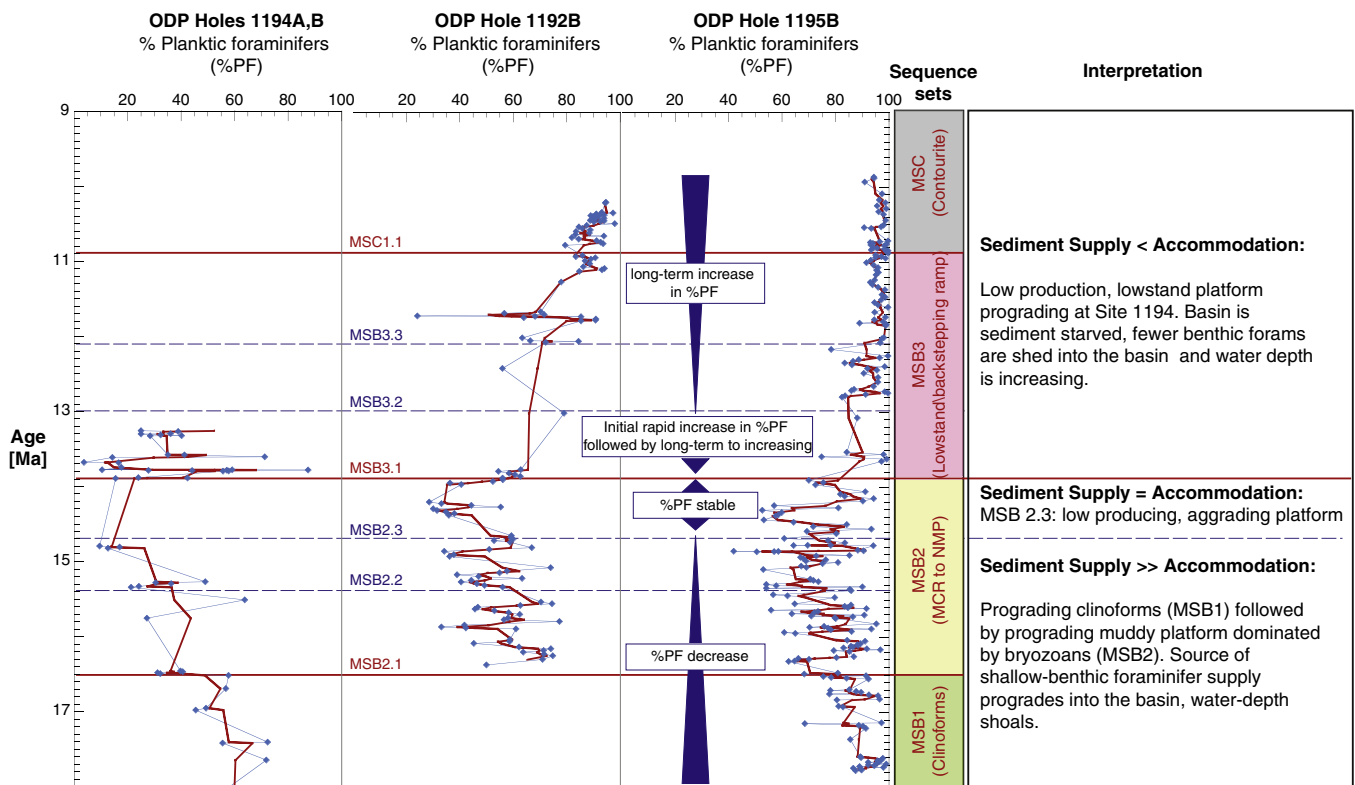 ODP Holes 1194A,B
% Planktic foraminifers
(%PF)
ODP Hole 1192B
% Planktic foraminifers
(%PF)
ODP Hole 1195B
% Planktic foraminifers
(%PF)
Sequence
sets
Interpretation
20 40 60 80 100
20 40 60 80 100
20 40 60 80 100
Age
[Ma]
9
11
13
15
17
MSC1.1
MSB3.3
MSB3.2
MSB3.1
MSB2.3
MSB2.2
MSB2.1
long-term increase
in %PF
Initial rapid increase in %PF
followed by long-term to increasing
%PF stable
%PF decrease
MSC
(Contourite)
MSB3
(Lowstand\backstepping ramp)
MSB2
(MCR to NMP)
MSB1
(Clinoforms)
Sediment Supply < Accommodation:
Low production, lowstand platform
prograding at Site 1194. Basin is
sediment starved, fewer benthic forams
are shed into the basin and water depth
is increasing.
Sediment Supply = Accommodation:
MSB 2.3: low producing, aggrading platform
Sediment Supply >> Accommodation:
Prograding clinoforms (MSB1) followed
by prograding muddy platform dominated
by bryozoans (MSB2). Source of
shallow-benthic foraminifer supply
progrades into the basin, water-depth
shoals.